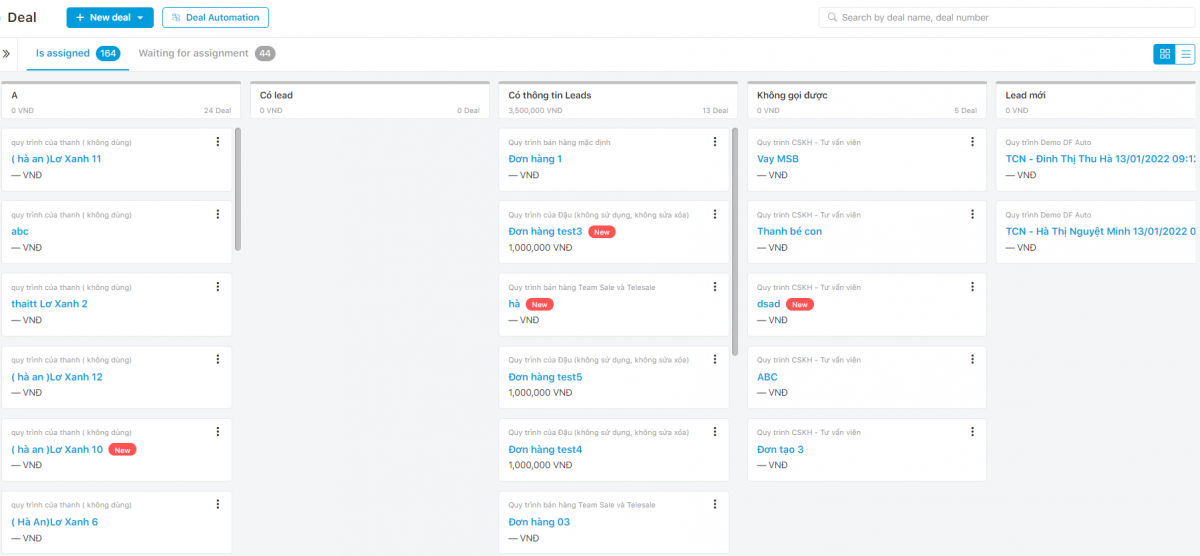 Deal
+ New deal
Deal Automation
Search by deal name, deal number
Is assigned 164
Waiting for assignment 44
A
0 VNĐ 24 Deal
quy trình của thanh ( không dùng)
( hà an )Lơ Xanh 11
— VNĐ
quy trình của thanh ( không dùng)
abc
— VNĐ
quy trình của thanh ( không dùng)
thaitt Lơ Xanh 2
— VNĐ
quy trình của thanh ( không dùng)
( hà an )Lơ Xanh 12
— VNĐ
quy trình của thanh ( không dùng)
( hà an )Lơ Xanh 10 New
— VNĐ
quy trình của thanh ( không dùng)
( Hà An)Lơ Xanh 6
— VNĐ
Có lead
0 VNĐ 0 Deal
Có thông tin Leads
3,500,000 VNĐ 13 Deal
Quy trình bán hàng mặc định
Đơn hàng 1
— VNĐ
Quy trình của Đậu (không sử dụng, không sửa xóa)
Đơn hàng test3 New
1,000,000 VNĐ
Quy trình bán hàng Team Sale và Telesale
hà New
— VNĐ
Quy trình của Đậu (không sử dụng, không sửa xóa)
Đơn hàng test5
1,000,000 VNĐ
Quy trình của Đậu (không sử dụng, không sửa xóa)
Đơn hàng test4
1,000,000 VNĐ
Quy trình bán hàng Team Sale và Telesale
Đơn hàng 03
— VNĐ
Không gọi được
0 VNĐ 5 Deal
Quy trình CSKH - Tư vấn viên
Vay MSB
— VNĐ
Quy trình CSKH - Tư vấn viên
Thanh bé con
— VNĐ
Quy trình CSKH - Tư vấn viên
dsad New
— VNĐ
Quy trình CSKH - Tư vấn viên
ABC
— VNĐ
Quy trình CSKH - Tư vấn viên
Đơn tạo 3
— VNĐ
Lead mới
0 VNĐ
Quy trình Demo DF Auto
TCN - Đinh Thị Thu Hà 13/01/2022 09:12
— VNĐ
Quy trình Demo DF Auto
TCN - Hà Thị Nguyệt Minh 13/01/2022 0
— VNĐ